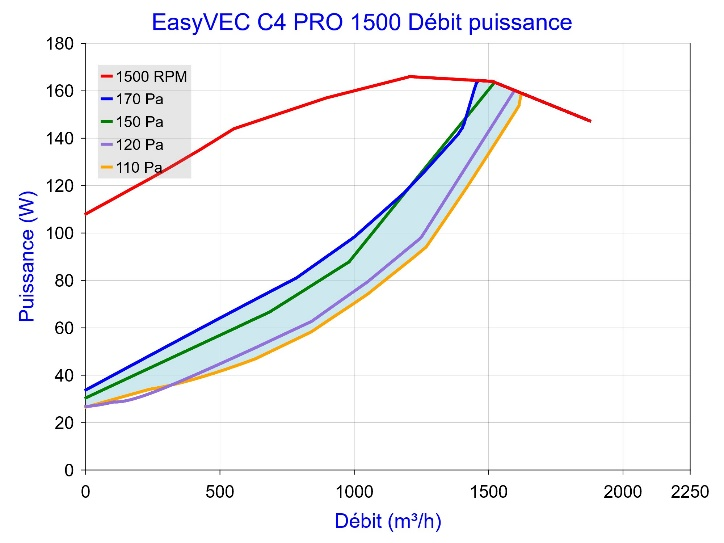 EasyVEC C4 PRO 1500 Débit puissance
180
160
140
120
100
80
60
40
20
0
1500 RPM
170 Pa
150 Pa
120 Pa
110 Pa
Puissance (W)
0 500 1000 1500 2000 2250
Débit (m³/h)